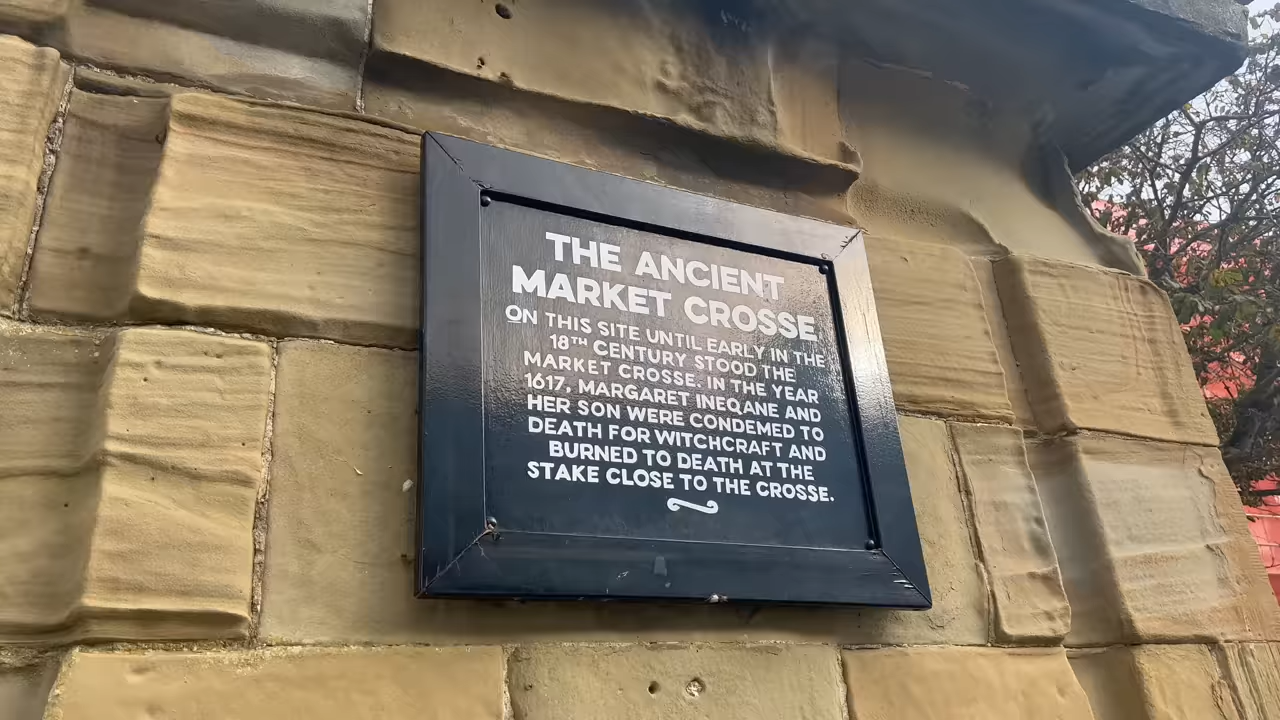 THE ANCIENT
MARKET CROSSE
ON THIS SITE UNTIL EARLY IN THE
18TH CENTURY STOOD THE
MARKET CROSSE. IN THE YEAR
1617, MARGARET INEQANE AND
HER SON WERE CONDEMED TO
DEATH FOR WITCHCRAFT AND
BURNED TO DEATH AT THE
STAKE CLOSE TO THE CROSSE.